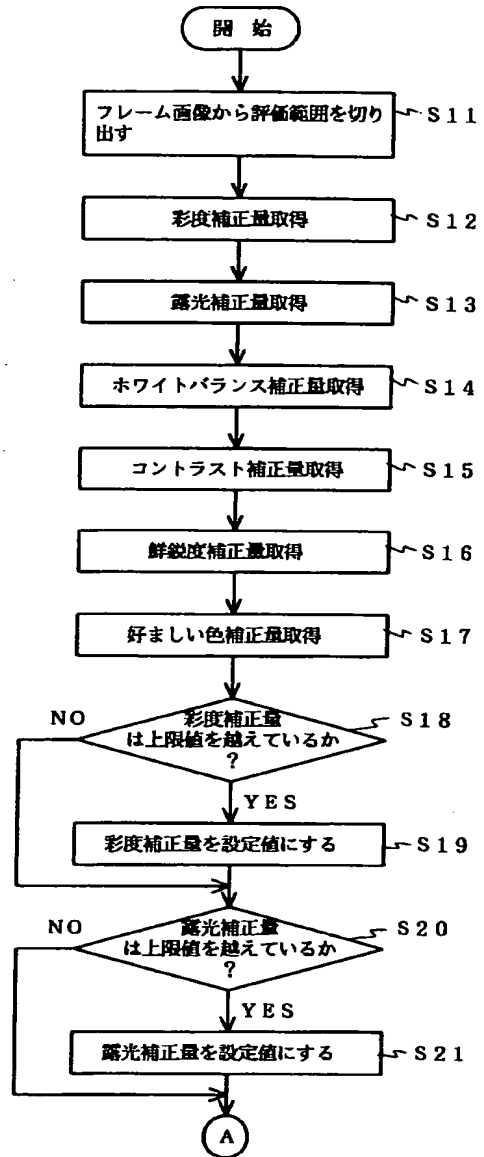 開 始
フレーム画像から評価範囲を切り
出す
S11
彩度補正量取得
S12
露光補正量取得
S13
ホワイトバランス補正量取得
S14
コントラスト補正量取得
S15
鮮鋭度補正量取得
S16
好ましい色補正量取得
S17
彩度補正量
は上限値を越えているか
?
S18
NO
YES
彩度補正量を設定値にする
S19
露光補正量
は上限値を越えているか
?
S20
NO
YES
露光補正量を設定値にする
S21
A